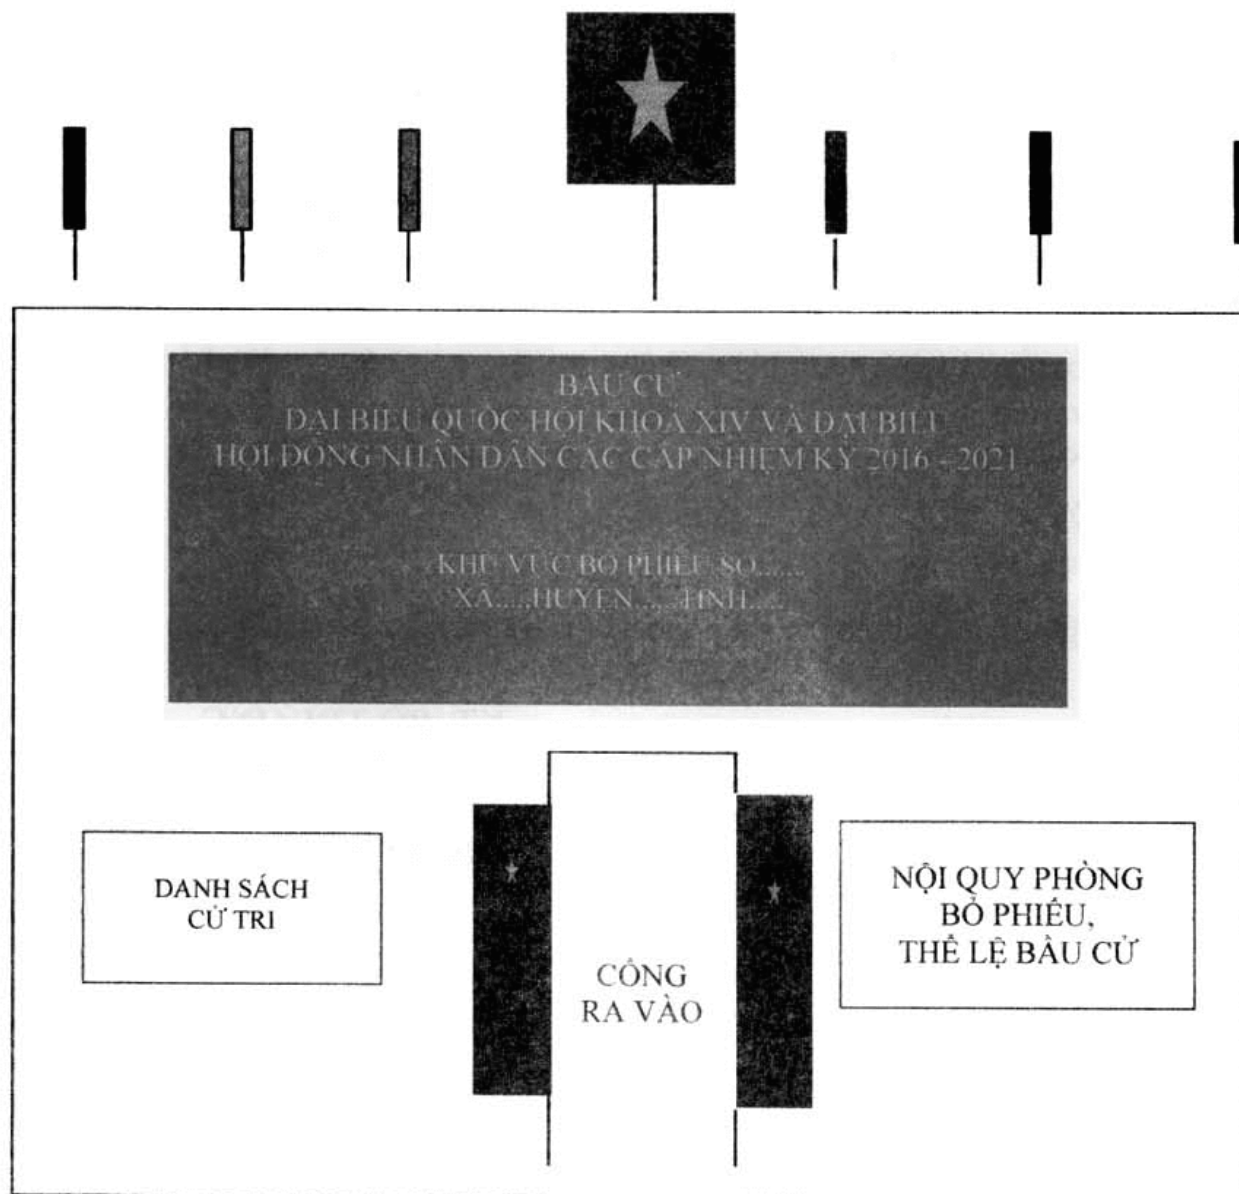 BẦU CỬ
ĐẠI BIỂU QUỐC HỘI KHOÁ XIV VÀ ĐẠI BIỂU
HỘI ĐỒNG NHÂN DÂN CÁC CẤP NHIỆM KỲ 2016 –2021
KHU VỰC BỎ PHIẾU SỐ.......
XÃ.....HUYỆN......TỈNH.....
DANH SÁCH
CỬ TRI
CỔNG
RA VÀO
NỘI QUY PHÒNG
BỎ PHIẾU,
THỂ LỆ BẦU CỬ